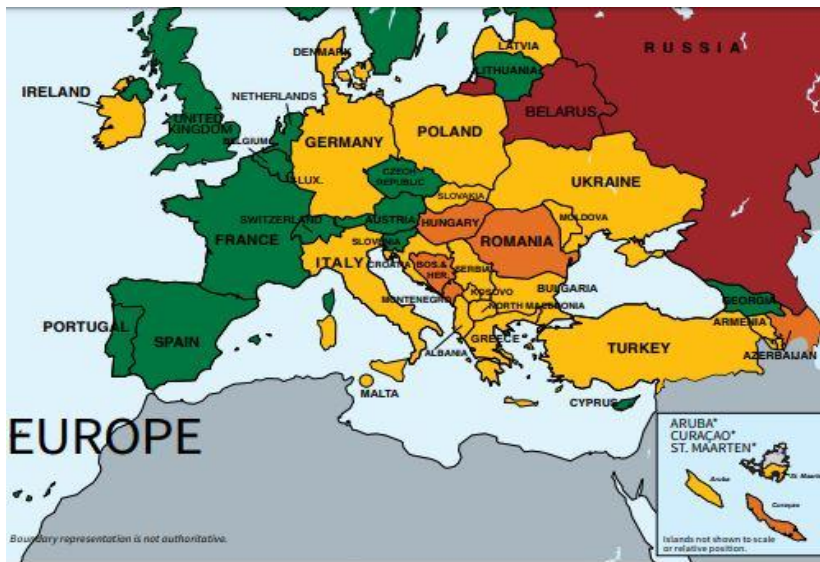 RUSSIA
DENMARK
LATVIA
LITHUANIA
IRELAND
NETHERLANDS
UNITED
KINGDOM
BELARUS
BELGIUM
GERMANY
POLAND
LUX.
CZECH
REPUBLIC
UKRAINE
SLOVAKIA
SWITZERLAND
AUSTRIA
HUNGARY
MOLDOVA
FRANCE
SLOVENIA
ROMANIA
ITALY
CROATIA
BOS.&
HER.
SERBIA
MONTENEGRO
KOSOVO
BULGARIA
NORTH MACEDONIA
GEORGIA
PORTUGAL
SPAIN
ARMENIA
ALBANIA
GREECE
TURKEY
AZERBAIJAN
MALTA
CYPRUS
EUROPE
ARUBA*
CURAÇAO*
ST. MAARTEN*
Aruba
Curaçao
Islands not shown to scale
or relative position.
Boundary representation is not authoritative.